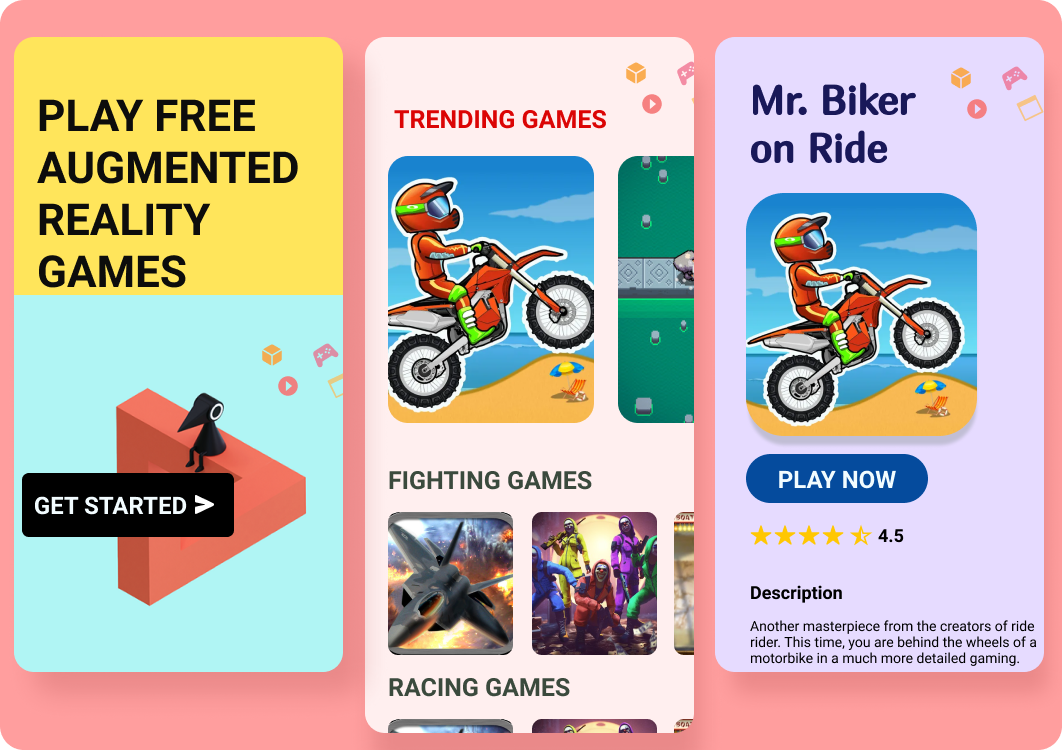 PLAY FREE
AUGMENTED
REALITY
GAMES
GET STARTED
TRENDING GAMES
FIGHTING GAMES
RACING GAMES
Mr. Biker
on Ride
PLAY NOW
4.5
Description
Another masterpiece from the creators of ride
rider. This time, you are behind the wheels of a
motorbike in a much more detailed gaming.